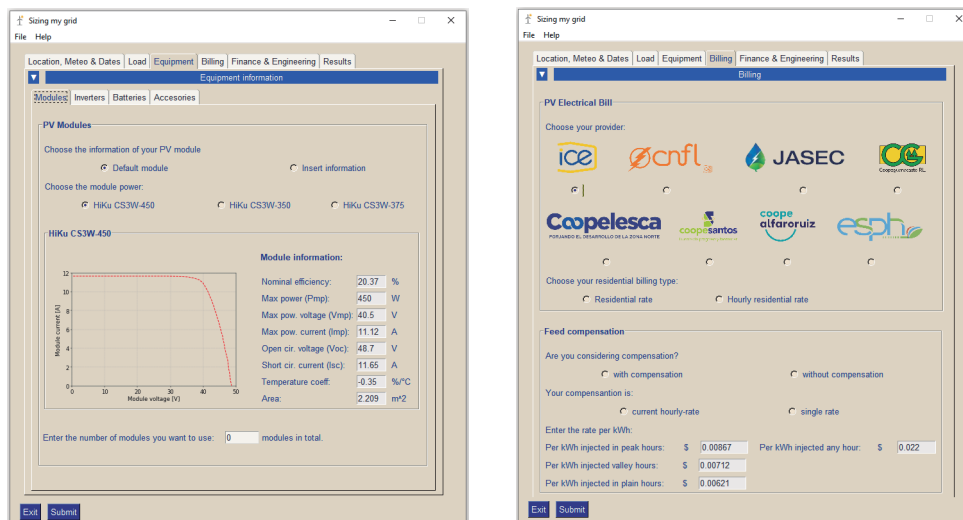 Sizing my grid
File Help
Location, Meteo & Dates Load Equipment Billing Finance & Engineering Results
Equipment information
Modules Inverters Batteries Accesories
PV Modules
Choose the information of your PV module
Default module Insert information
Choose the module power:
HiKu CS3W-450 HiKu CS3W-350 HiKu CS3W-375
HiKu CS3W-450
Module information:
Nominal efficiency: 20.37 %
Max power (Pmp): 450 W
Max pow. voltage (Vmp): 40.5 V
Max pow. current (Imp): 11.12 A
Open cir. voltage (Voc): 48.7 V
Short cir. current (Isc): 11.65 A
Temperature coeff: -0.35 %/°C
Area: 2.209 m^2
Module current [A]
12
10
8
6
4
2
0
0 10 20 30 40 50
Module voltage [V]
Enter the number of modules you want to use: 0 modules in total.
Exit Submit
Sizing my grid
File Help
Location, Meteo & Dates Load Equipment Billing Finance & Engineering Results
Billing
PV Electrical Bill
Choose your provider:
ice cnfl JASEC CG
Coopeguanacaste R.L.
Coopelesca coopesantos coope alfaroruiz esph
FORJANDO EL DESARROLLO DE LA ZONA NORTE
Choose your residential billing type:
Residential rate Hourly residential rate
Feed compensation
Are you considering compensation?
with compensation without compensation
Your compensantion is:
current hourly-rate single rate
Enter the rate per kWh:
Per kWh injected in peak hours: $ 0.00867 Per kWh injected any hour: $ 0.022
Per kWh injected valley hours: $ 0.00712
Per kWh injected in plain hours: $ 0.00621
Exit Submit